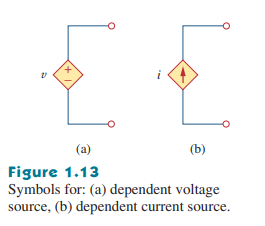 v
+
−
i
(a)
(b)
Figure 1.13
Symbols for: (a) dependent voltage
source, (b) dependent current source.